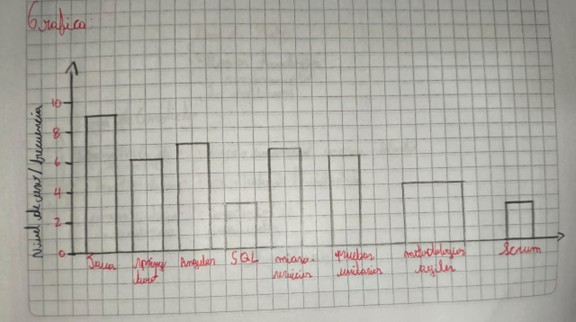 Grafica
Nivel de uso/frecuencia
10
8
6
4
2
0
Java
spring
boot
Angular
SQL
micro-
servicios
pruebas
unitarias
metodologias
agiles
Scrum